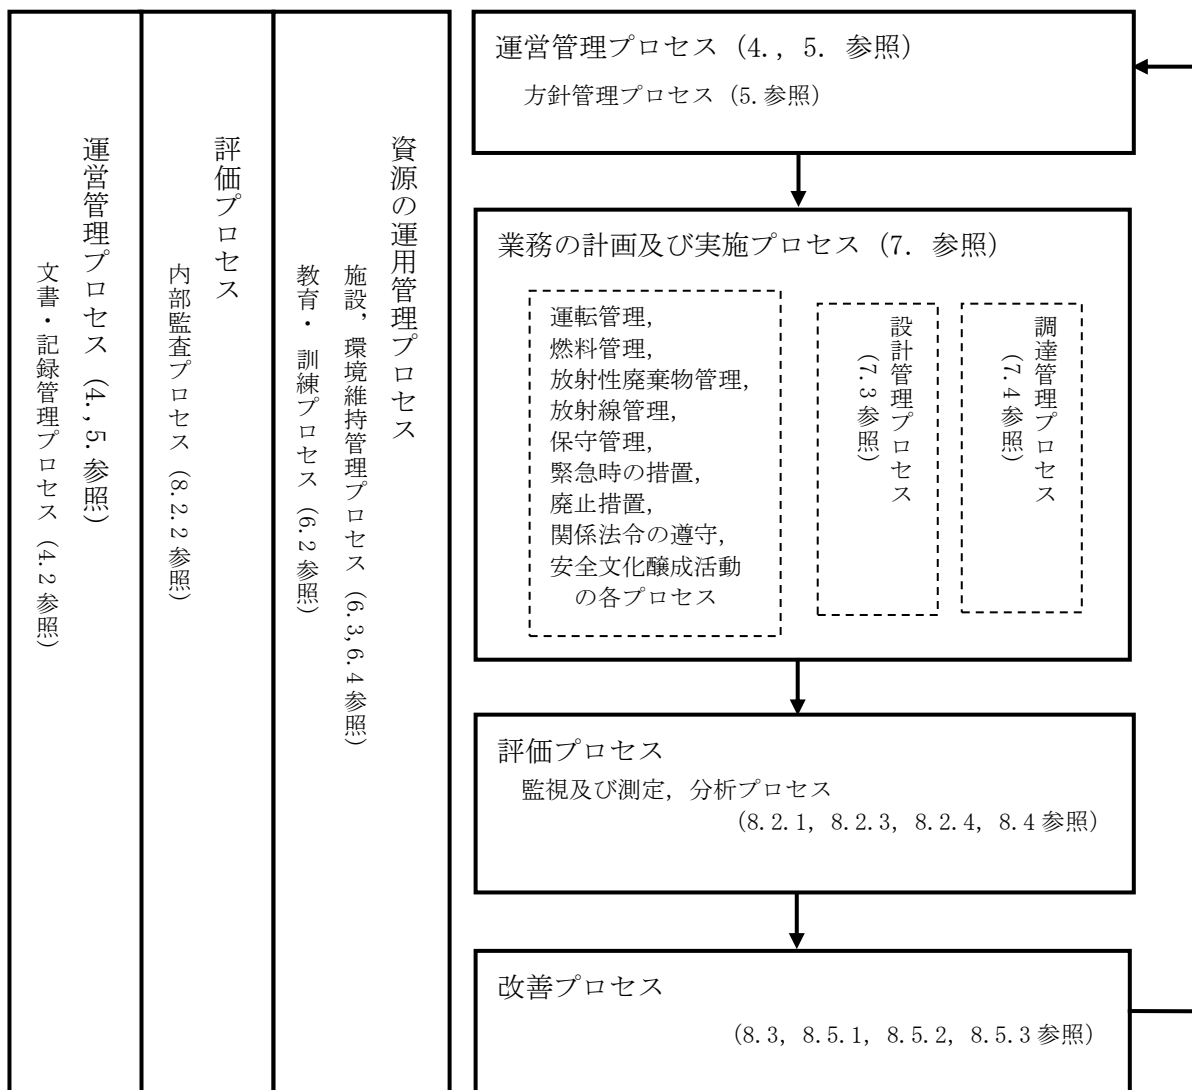 運営管理プロセス（4.,5.参照）
文書・記録管理プロセス（4.2参照）
評価プロセス
内部監査プロセス（8.2.2参照）
資源の運用管理プロセス
施設，環境維持管理プロセス（6.3,6.4参照）
教育・訓練プロセス（6.2参照）
運営管理プロセス（4., 5. 参照）
方針管理プロセス（5.参照）
業務の計画及び実施プロセス（7. 参照）
運転管理，
燃料管理，
放射性廃棄物管理，
放射線管理，
保守管理，
緊急時の措置，
廃止措置，
関係法令の遵守，
安全文化醸成活動
の各プロセス
設計管理プロセス
（7.3参照）
調達管理プロセス
（7.4参照）
評価プロセス
監視及び測定，分析プロセス
（8.2.1, 8.2.3, 8.2.4, 8.4参照）
改善プロセス
（8.3, 8.5.1, 8.5.2, 8.5.3参照）